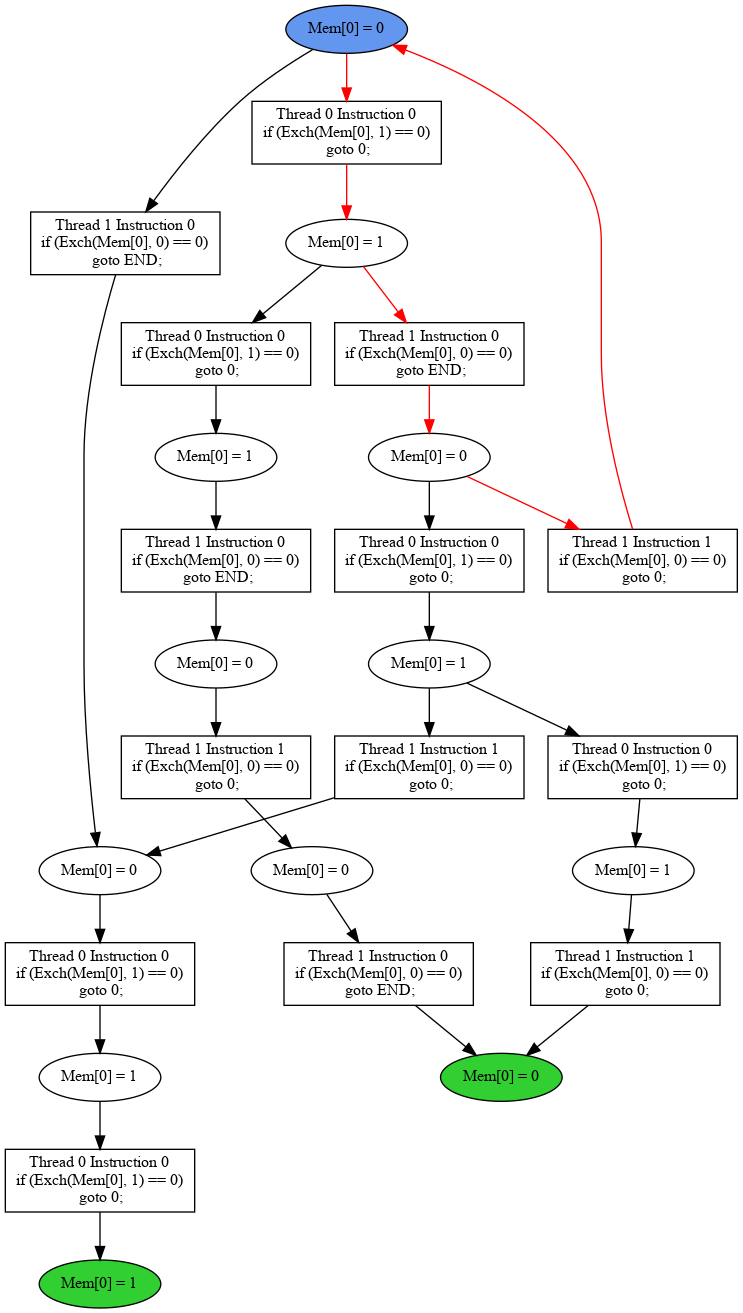 Mem[0] = 0
Thread 0 Instruction 0
if (Exch(Mem[0], 1) == 0)
goto 0;
Thread 1 Instruction 0
if (Exch(Mem[0], 0) == 0)
goto END;
Mem[0] = 1
Thread 0 Instruction 0
if (Exch(Mem[0], 1) == 0)
goto 0;
Thread 1 Instruction 0
if (Exch(Mem[0], 0) == 0)
goto END;
Mem[0] = 1
Mem[0] = 0
Thread 1 Instruction 0
if (Exch(Mem[0], 0) == 0)
goto END;
Thread 0 Instruction 0
if (Exch(Mem[0], 1) == 0)
goto 0;
Thread 1 Instruction 1
if (Exch(Mem[0], 0) == 0)
goto 0;
Mem[0] = 0
Mem[0] = 1
Thread 1 Instruction 1
if (Exch(Mem[0], 0) == 0)
goto 0;
Thread 1 Instruction 1
if (Exch(Mem[0], 0) == 0)
goto 0;
Thread 0 Instruction 0
if (Exch(Mem[0], 1) == 0)
goto 0;
Mem[0] = 0
Mem[0] = 0
Mem[0] = 1
Thread 0 Instruction 0
if (Exch(Mem[0], 1) == 0)
goto 0;
Thread 1 Instruction 0
if (Exch(Mem[0], 0) == 0)
goto END;
Thread 1 Instruction 1
if (Exch(Mem[0], 0) == 0)
goto 0;
Mem[0] = 1
Mem[0] = 0
Thread 0 Instruction 0
if (Exch(Mem[0], 1) == 0)
goto 0;
Mem[0] = 1